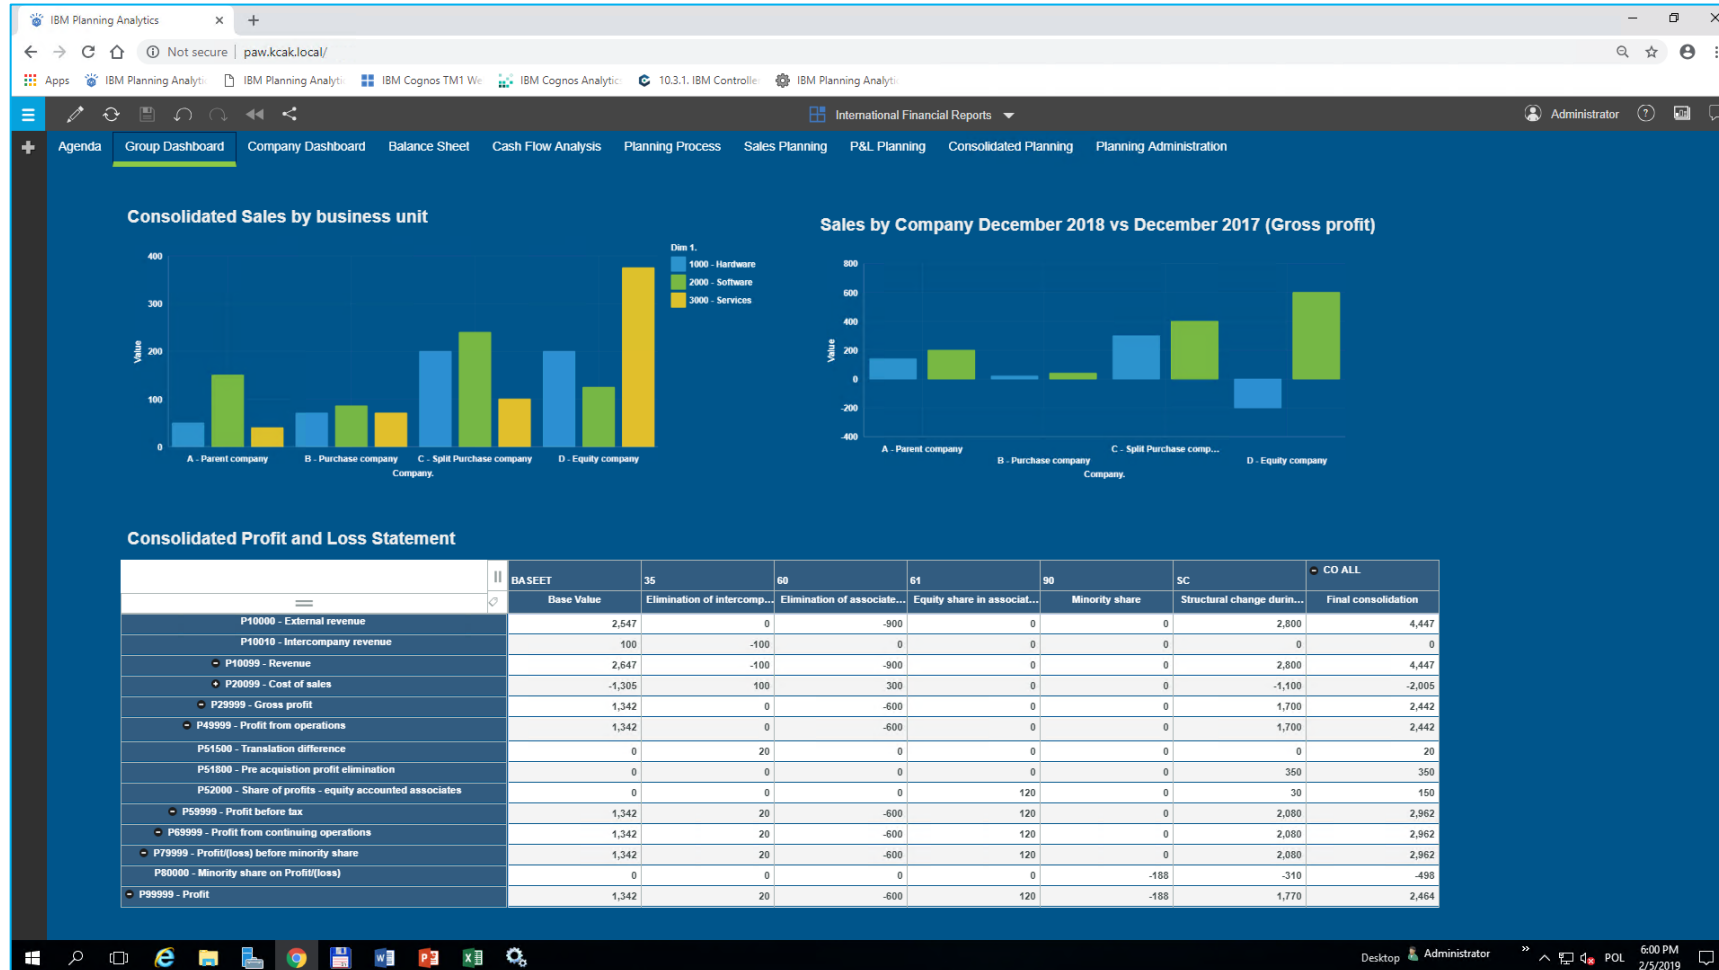 IBM Planning Analytics
Not secure | paw.kcak.local/
Apps IBM Planning Analyti IBM Planning Analyti IBM Cognos TM1 We IBM Cognos Analytic 10.3.1. IBM Controlle IBM Planning Analyti
International Financial Reports Administrator
Agenda Group Dashboard Company Dashboard Balance Sheet Cash Flow Analysis Planning Process Sales Planning P&L Planning Consolidated Planning Planning Administration
Consolidated Sales by business unit
Dim 1.
1000 - Hardware
2000 - Software
3000 - Services
400
300
200
100
0
Value
A - Parent company B - Purchase company C - Split Purchase company D - Equity company
Company.
Sales by Company December 2018 vs December 2017 (Gross profit)
800
600
400
200
0
-200
-400
Value
A - Parent company B - Purchase company C - Split Purchase comp... D - Equity company
Company.
Consolidated Profit and Loss Statement
BASEET 35 60 61 90 SC CO ALL
Base Value Elimination of intercomp... Elimination of associate... Equity share in associat... Minority share Structural change durin... Final consolidation
P10000 - External revenue 2,547 0 -900 0 0 2,800 4,447
P10010 - Intercompany revenue 100 -100 0 0 0 0 0
P10099 - Revenue 2,647 -100 -900 0 0 2,800 4,447
P20099 - Cost of sales -1,305 100 300 0 0 -1,100 -2,005
P29999 - Gross profit 1,342 0 -600 0 0 1,700 2,442
P49999 - Profit from operations 1,342 0 -600 0 0 1,700 2,442
P51500 - Translation difference 0 20 0 0 0 0 20
P51800 - Pre acquistion profit elimination 0 0 0 0 0 350 350
P52000 - Share of profits - equity accounted associates 0 0 0 120 0 30 150
P59999 - Profit before tax 1,342 20 -600 120 0 2,080 2,962
P69999 - Profit from continuing operations 1,342 20 -600 120 0 2,080 2,962
P79999 - Profit/(loss) before minority share 1,342 20 -600 120 0 2,080 2,962
P80000 - Minority share on Profit/(loss) 0 0 0 0 -188 -310 -498
P99999 - Profit 1,342 20 -600 120 -188 1,770 2,464
Desktop Administrator POL 6:00 PM
2/5/2019